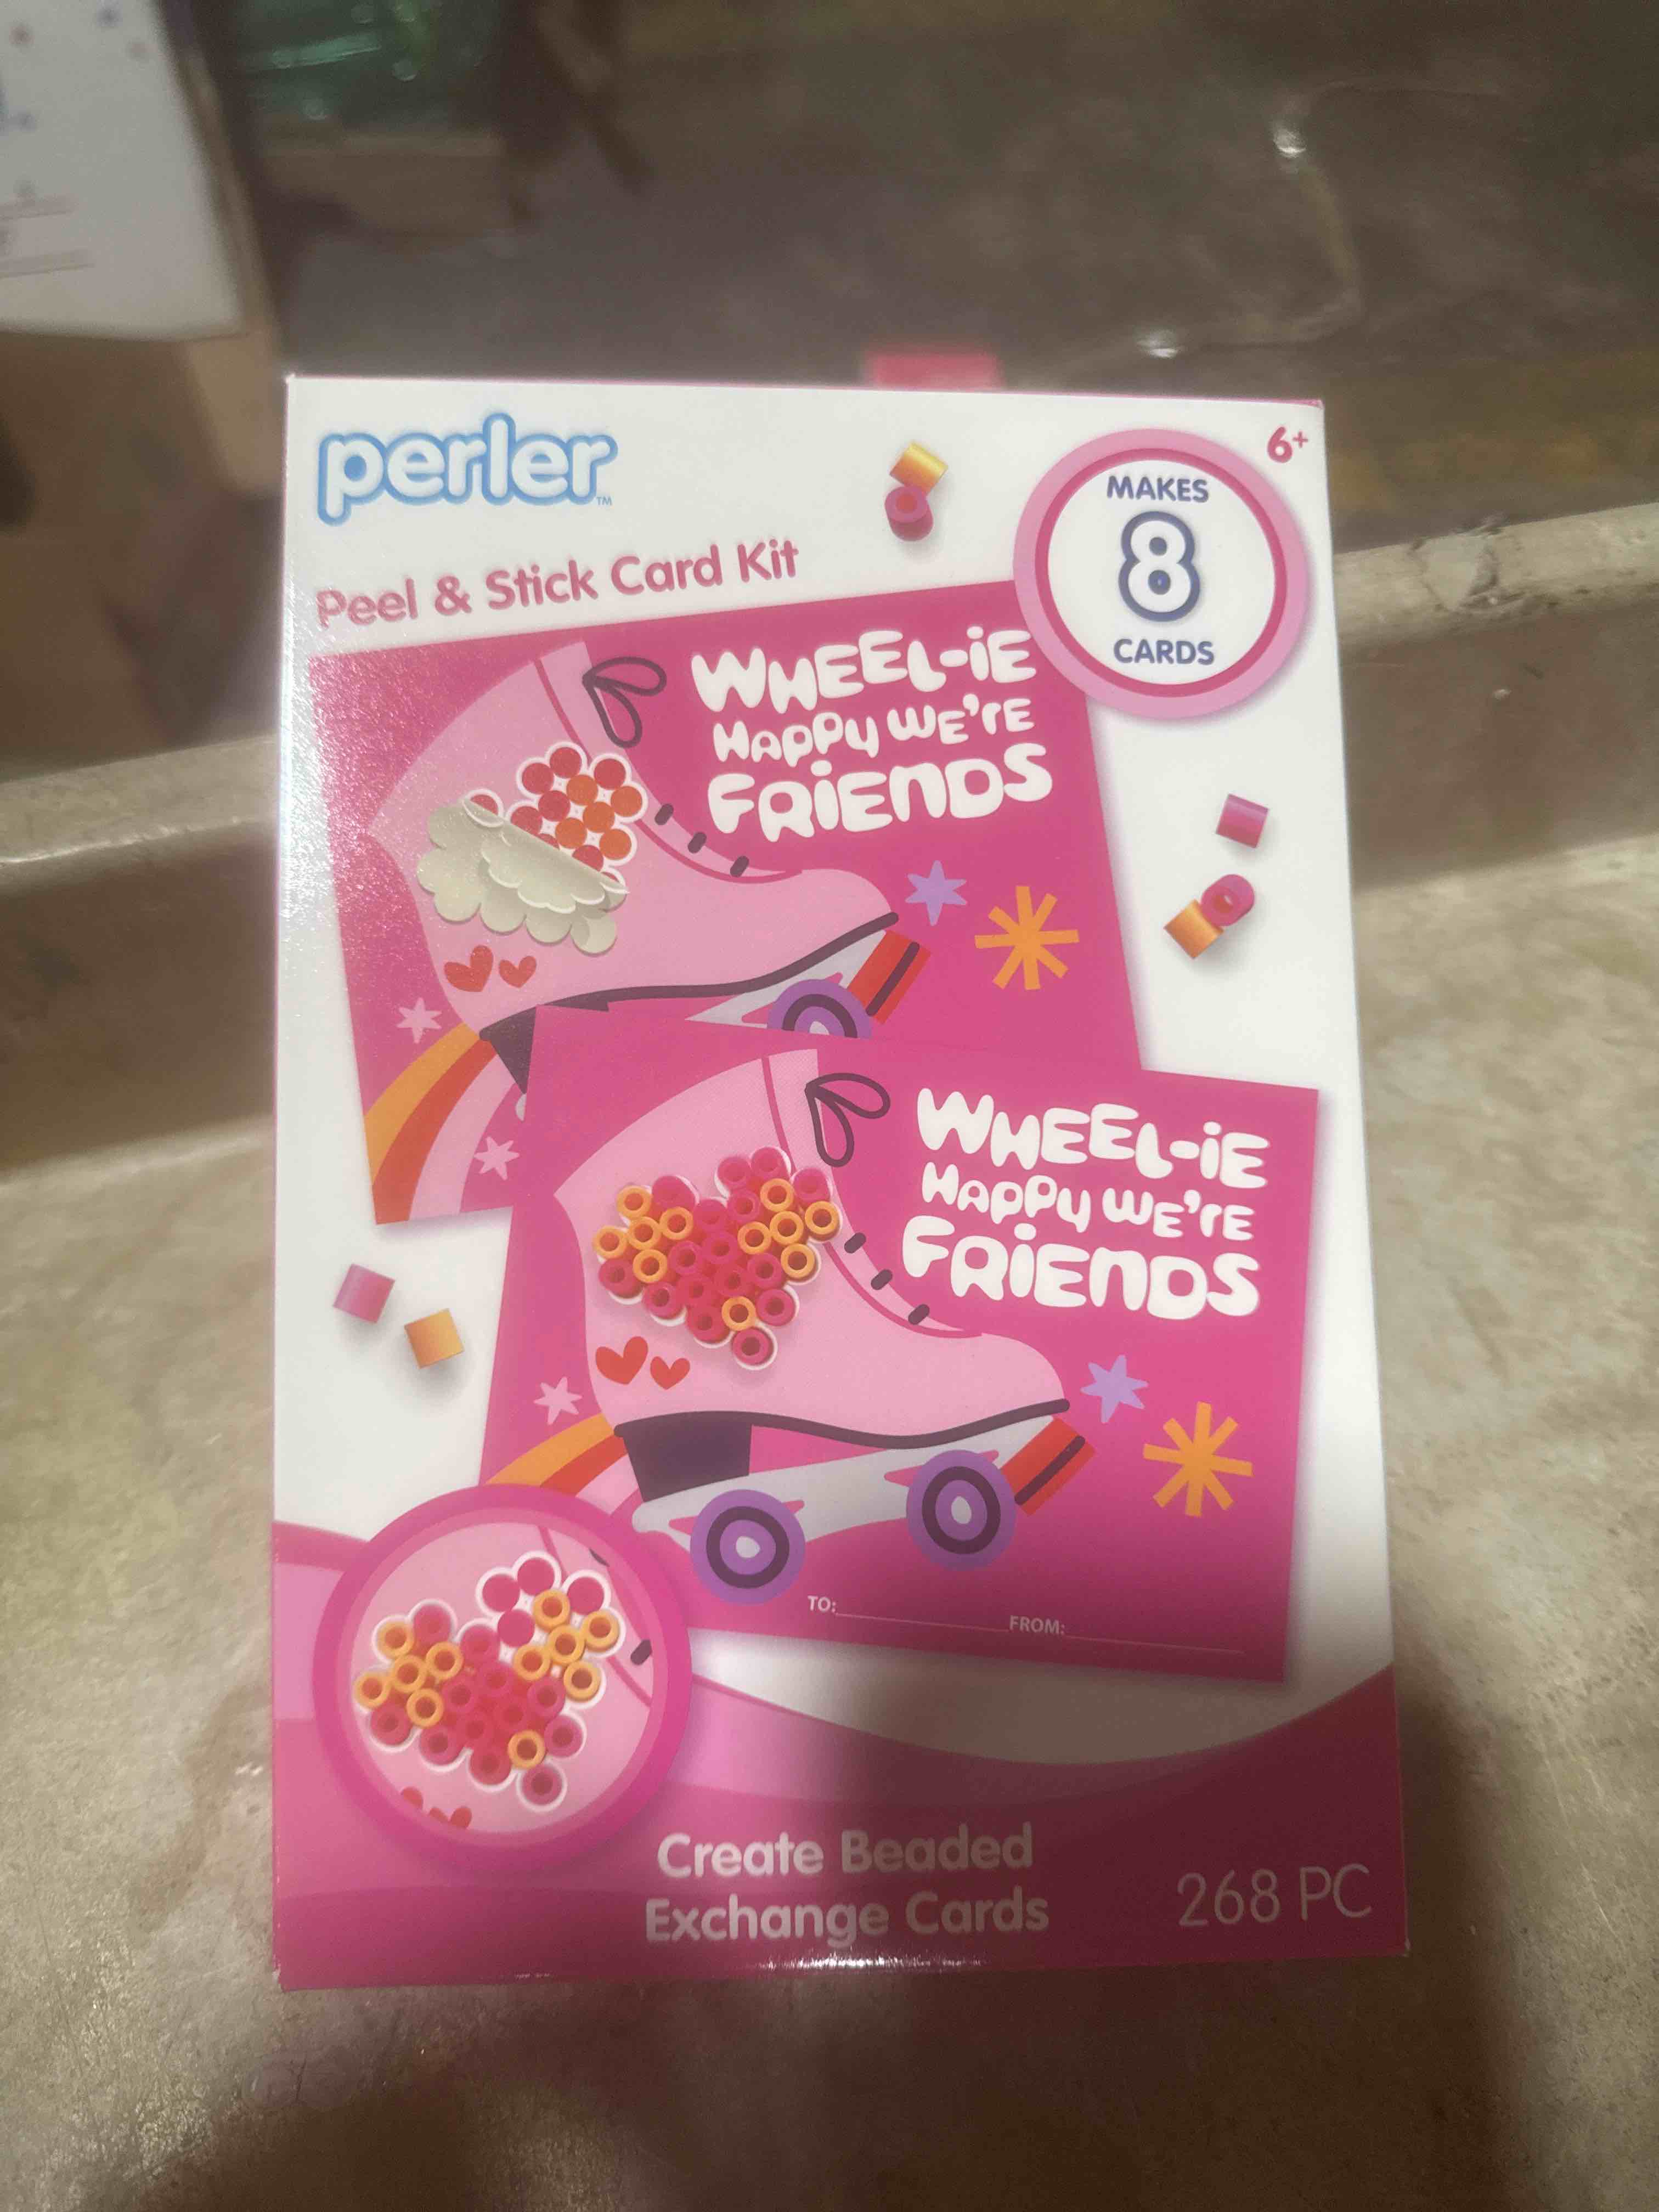 perler™
6+
MAKES
8
CARDS
Peel & Stick Card Kit
WHEEL-iE
HAPPY WE'rE
FRiENDS
WHEEL-iE
HAPPY WE'rE
FRiENDS
TO: FROM:
Create Beaded
Exchange Cards
268 PC